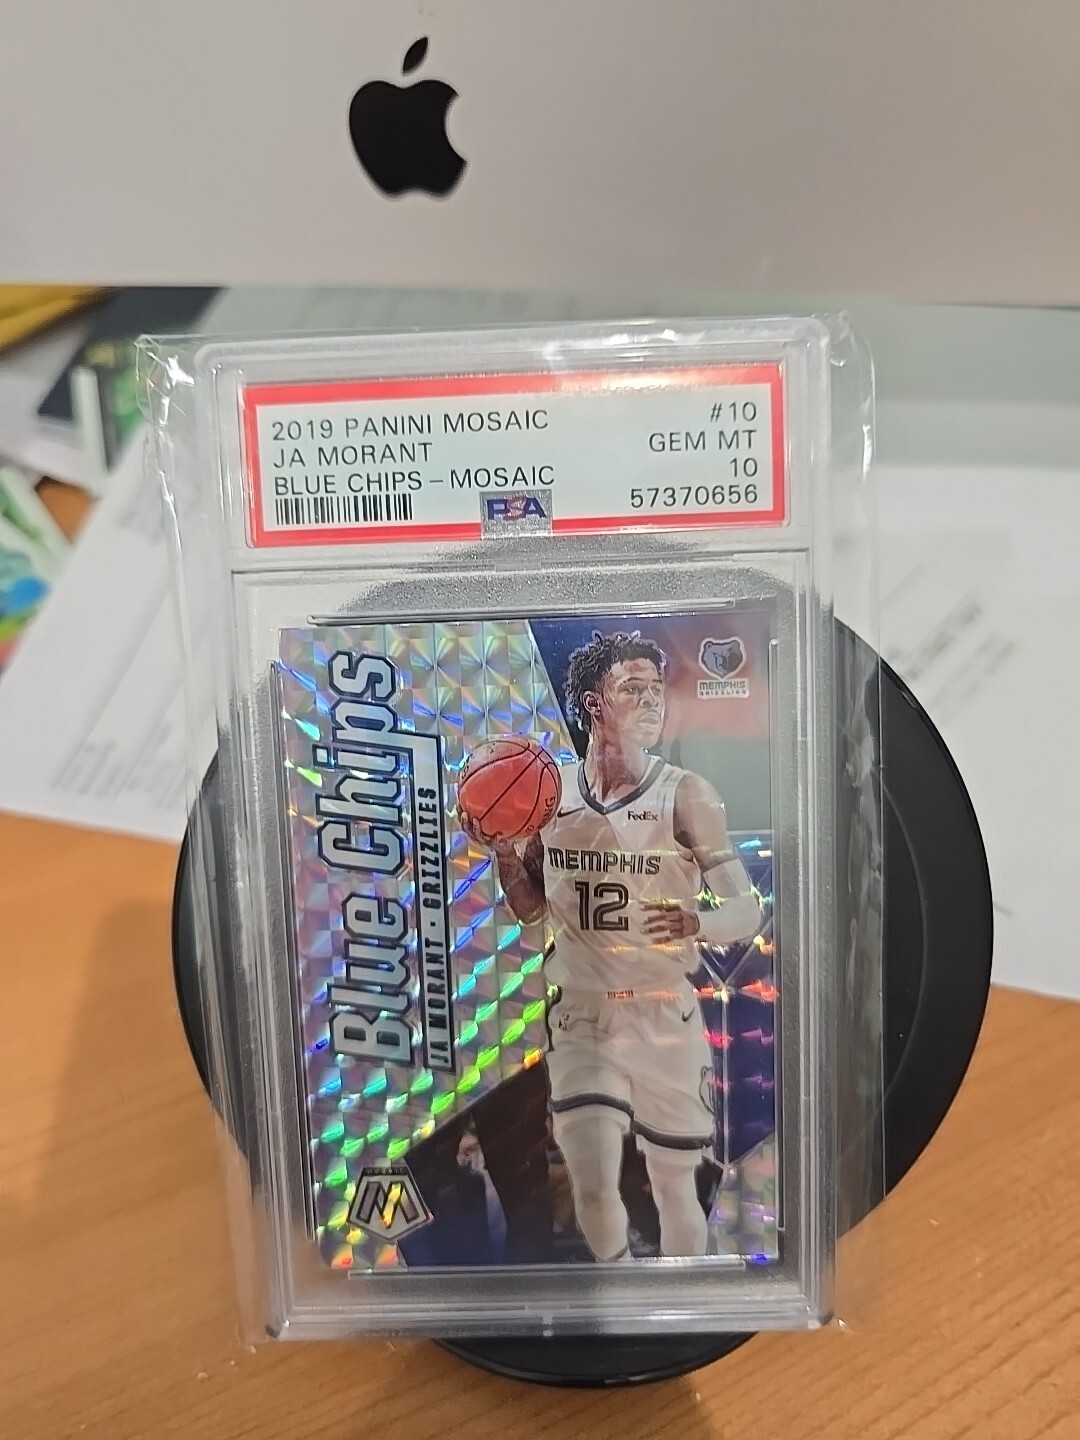 2019 PANINI MOSAIC #10
JA MORANT GEM MT
BLUE CHIPS – MOSAIC 10
PSA 57370656
MEMPHIS
GRIZZLIES
Blue Chips
JA MORANT · GRIZZLIES
FedEx
MEMPHIS
12
MOSAIC